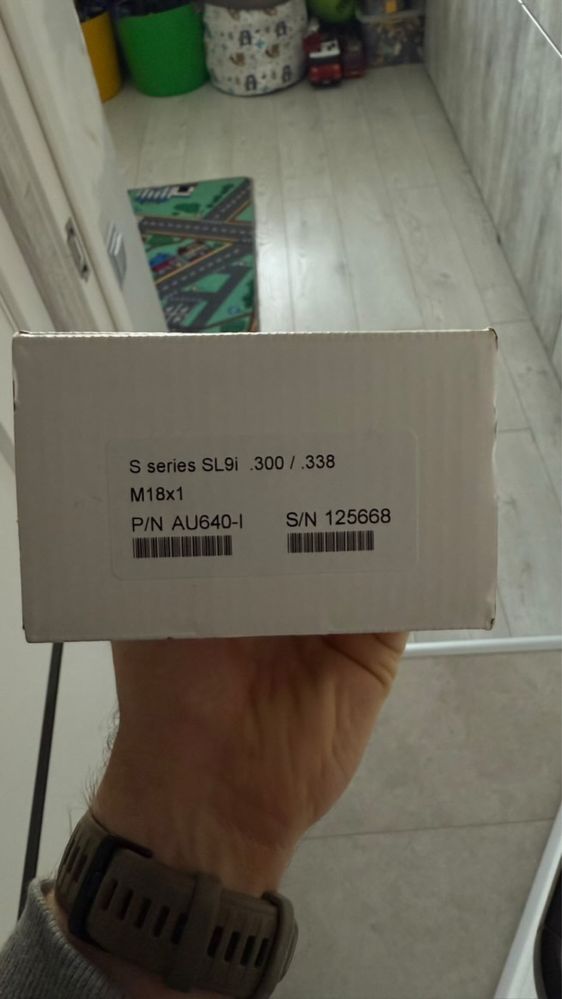 S series SL9i .300 / .338
M18x1
P/N AU640-I S/N 125668